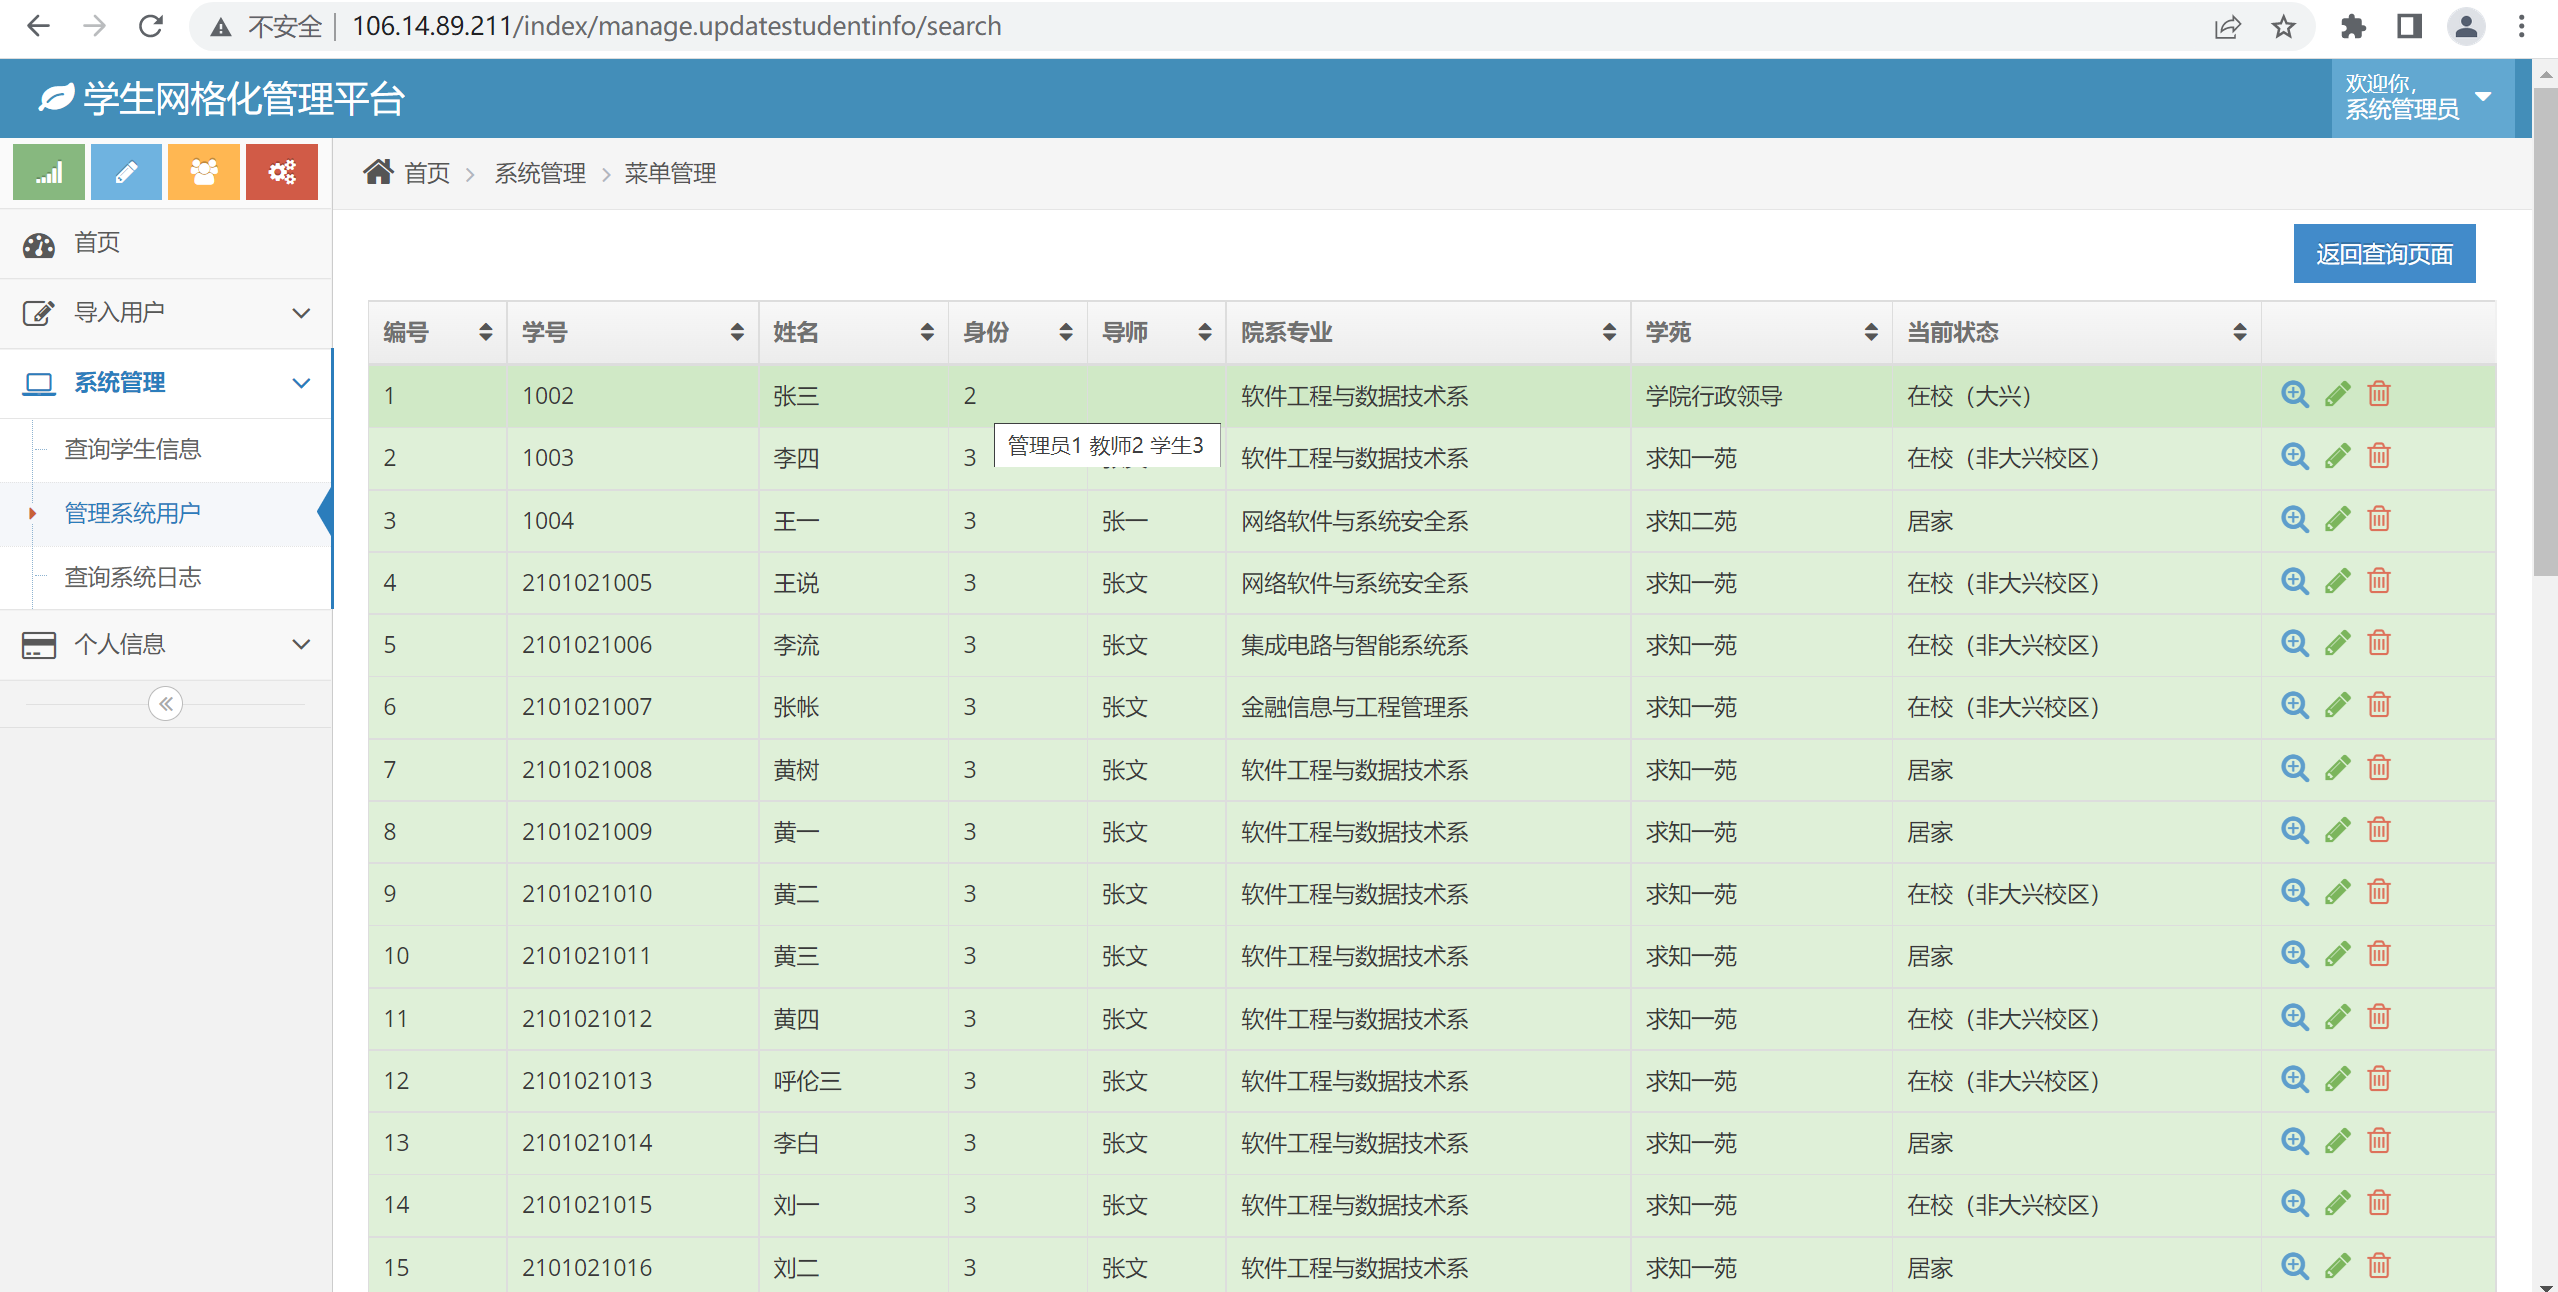 不安全 106.14.89.211/index/manage.updatestudentinfo/search
学生网格化管理平台
欢迎你,
系统管理员
首页 系统管理 菜单管理
首页
导入用户
系统管理
查询学生信息
管理系统用户
查询系统日志
个人信息
返回查询页面
编号 学号 姓名 身份 导师 院系专业 学苑 当前状态
1 1002 张三 2 软件工程与数据技术系 学院行政领导 在校（大兴）
管理员1 教师2 学生3
2 1003 李四 3 软件工程与数据技术系 求知一苑 在校（非大兴校区）
3 1004 王一 3 张一 网络软件与系统安全系 求知二苑 居家
4 2101021005 王说 3 张文 网络软件与系统安全系 求知一苑 在校（非大兴校区）
5 2101021006 李流 3 张文 集成电路与智能系统系 求知一苑 在校（非大兴校区）
6 2101021007 张帐 3 张文 金融信息与工程管理系 求知一苑 在校（非大兴校区）
7 2101021008 黄树 3 张文 软件工程与数据技术系 求知一苑 居家
8 2101021009 黄一 3 张文 软件工程与数据技术系 求知一苑 居家
9 2101021010 黄二 3 张文 软件工程与数据技术系 求知一苑 在校（非大兴校区）
10 2101021011 黄三 3 张文 软件工程与数据技术系 求知一苑 居家
11 2101021012 黄四 3 张文 软件工程与数据技术系 求知一苑 在校（非大兴校区）
12 2101021013 呼伦三 3 张文 软件工程与数据技术系 求知一苑 在校（非大兴校区）
13 2101021014 李白 3 张文 软件工程与数据技术系 求知一苑 居家
14 2101021015 刘一 3 张文 软件工程与数据技术系 求知一苑 在校（非大兴校区）
15 2101021016 刘二 3 张文 软件工程与数据技术系 求知一苑 居家